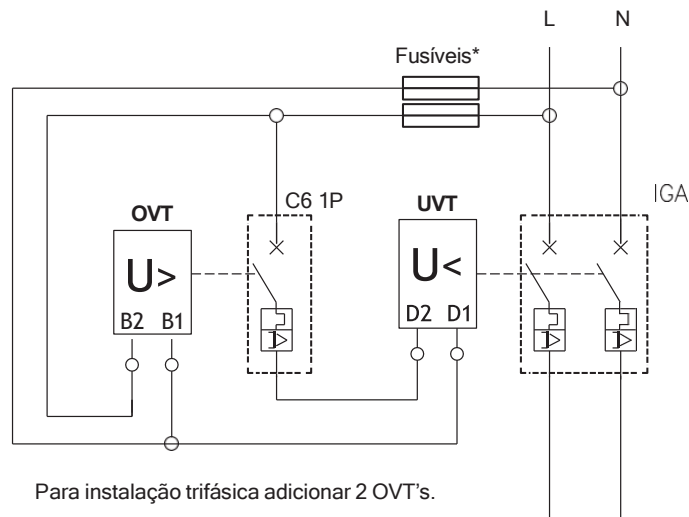 L N
Fusíveis*
IGA
C6 1P
OVT
UVT
U>
U<
B2 B1
D2 D1
Para instalação trifásica adicionar 2 OVT's.